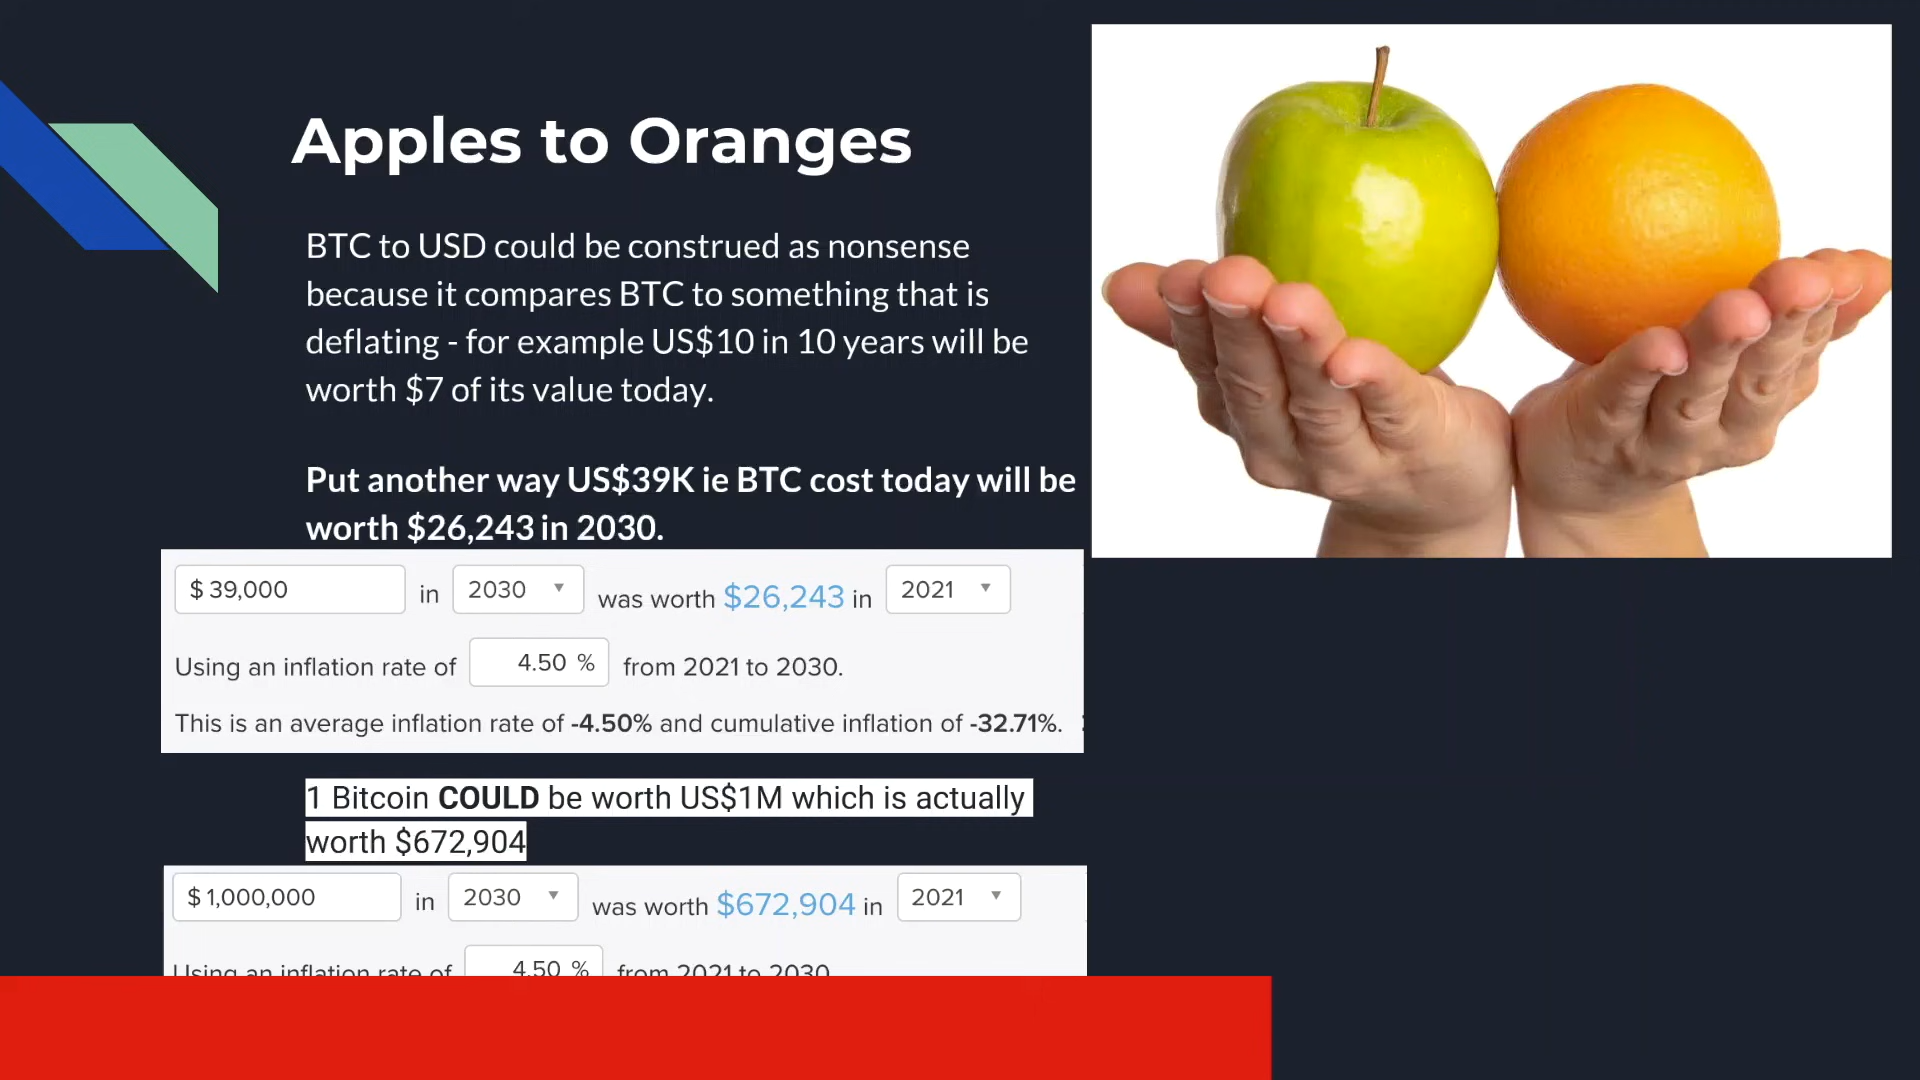 Apples to Oranges
BTC to USD could be construed as nonsense
because it compares BTC to something that is
deflating - for example US$10 in 10 years will be
worth $7 of its value today.
Put another way US$39K ie BTC cost today will be
worth $26,243 in 2030.
$ 39,000 in 2030 was worth $26,243 in 2021
Using an inflation rate of 4.50 % from 2021 to 2030.
This is an average inflation rate of -4.50% and cumulative inflation of -32.71%.
1 Bitcoin COULD be worth US$1M which is actually
worth $672,904
$ 1,000,000 in 2030 was worth $672,904 in 2021
Using an inflation rate of 4.50 % from 2021 to 2030